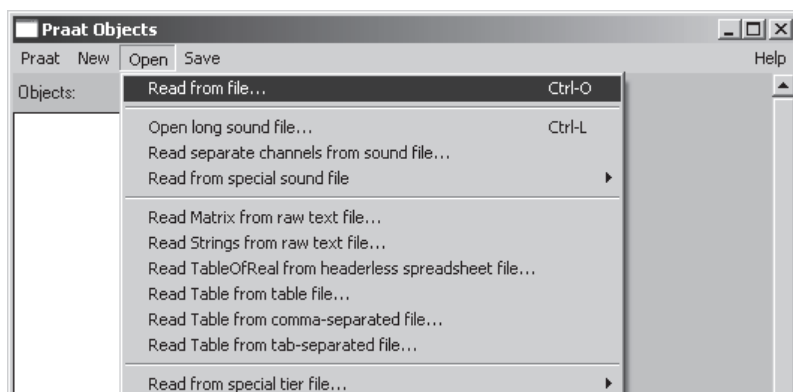 Praat Objects
Praat New Open Save Help
Objects:
Read from file... Ctrl-O
Open long sound file... Ctrl-L
Read separate channels from sound file...
Read from special sound file
Read Matrix from raw text file...
Read Strings from raw text file...
Read TableOfReal from headerless spreadsheet file...
Read Table from table file...
Read Table from comma-separated file...
Read Table from tab-separated file...
Read from special tier file...